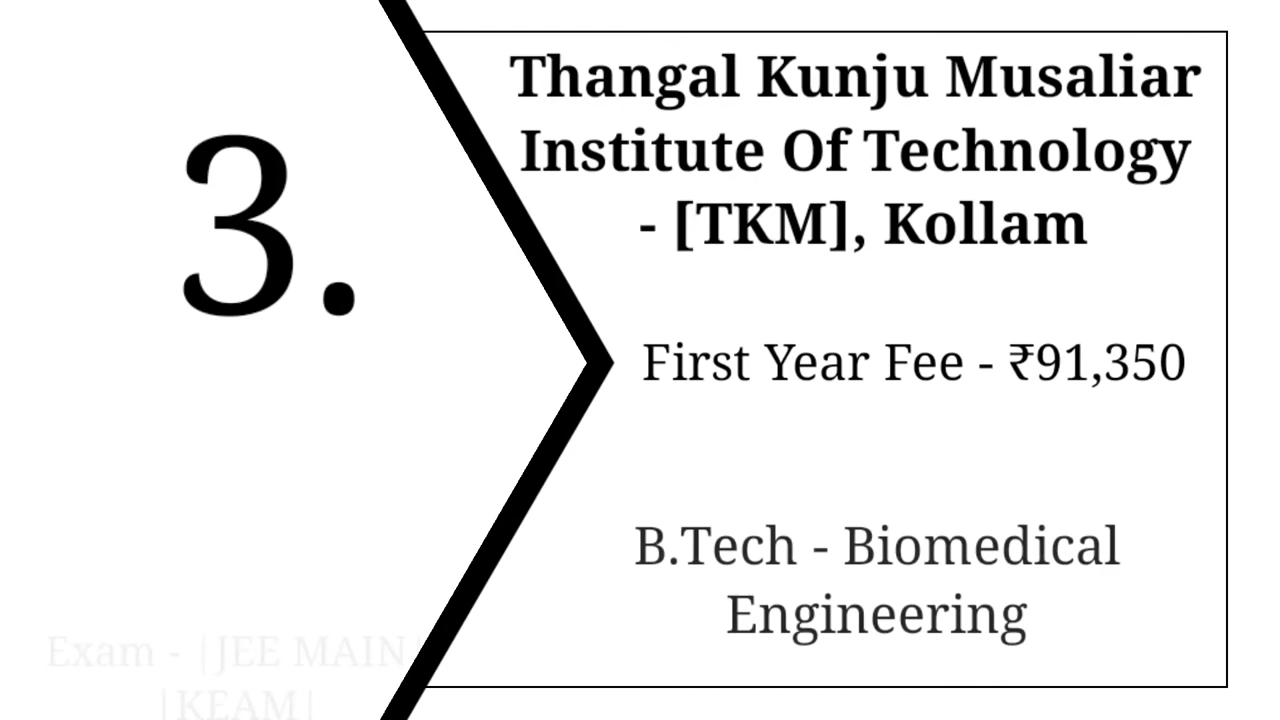 3.
Thangal Kunju Musaliar
Institute Of Technology
- [TKM], Kollam
First Year Fee - ₹91,350
B.Tech - Biomedical
Engineering
Exam - |JEE MAIN|
|KEAM|